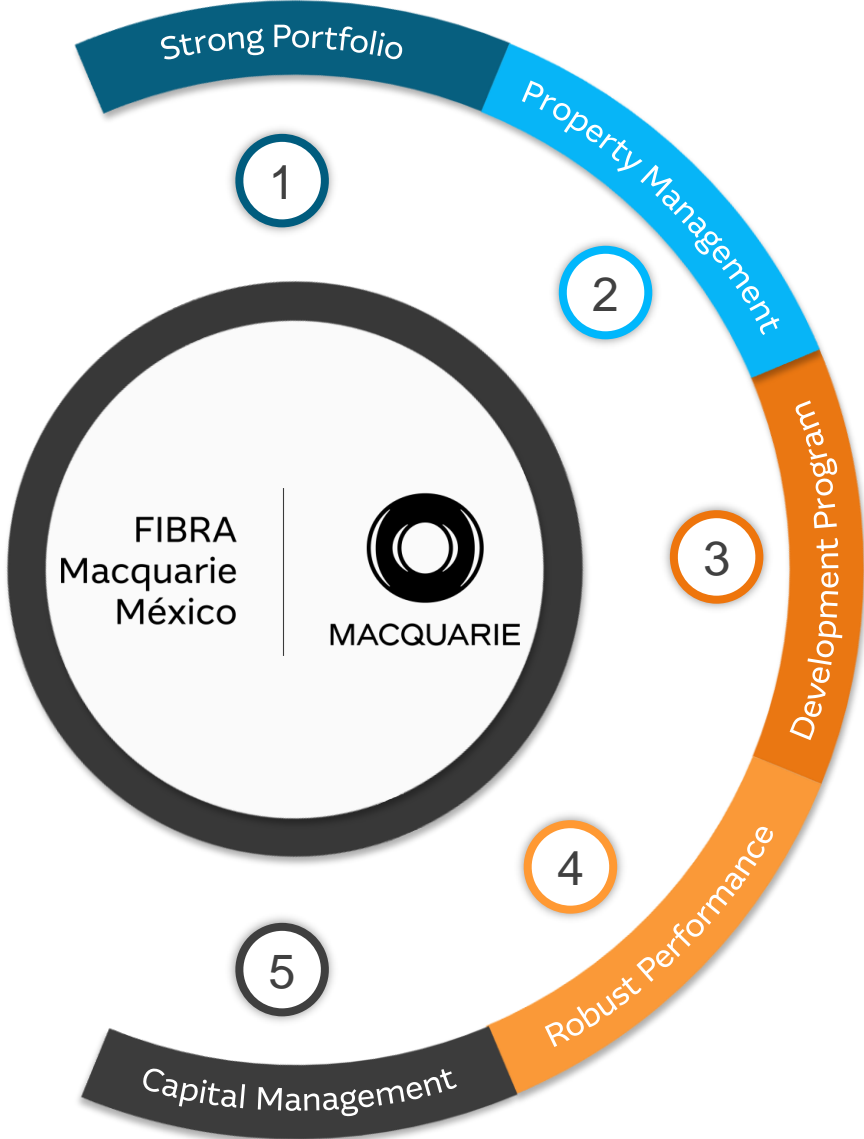 Strong Portfolio
1
Property Management
2
Development Program
3
FIBRA
Macquarie
México
MACQUARIE
4
Robust Performance
5
Capital Management